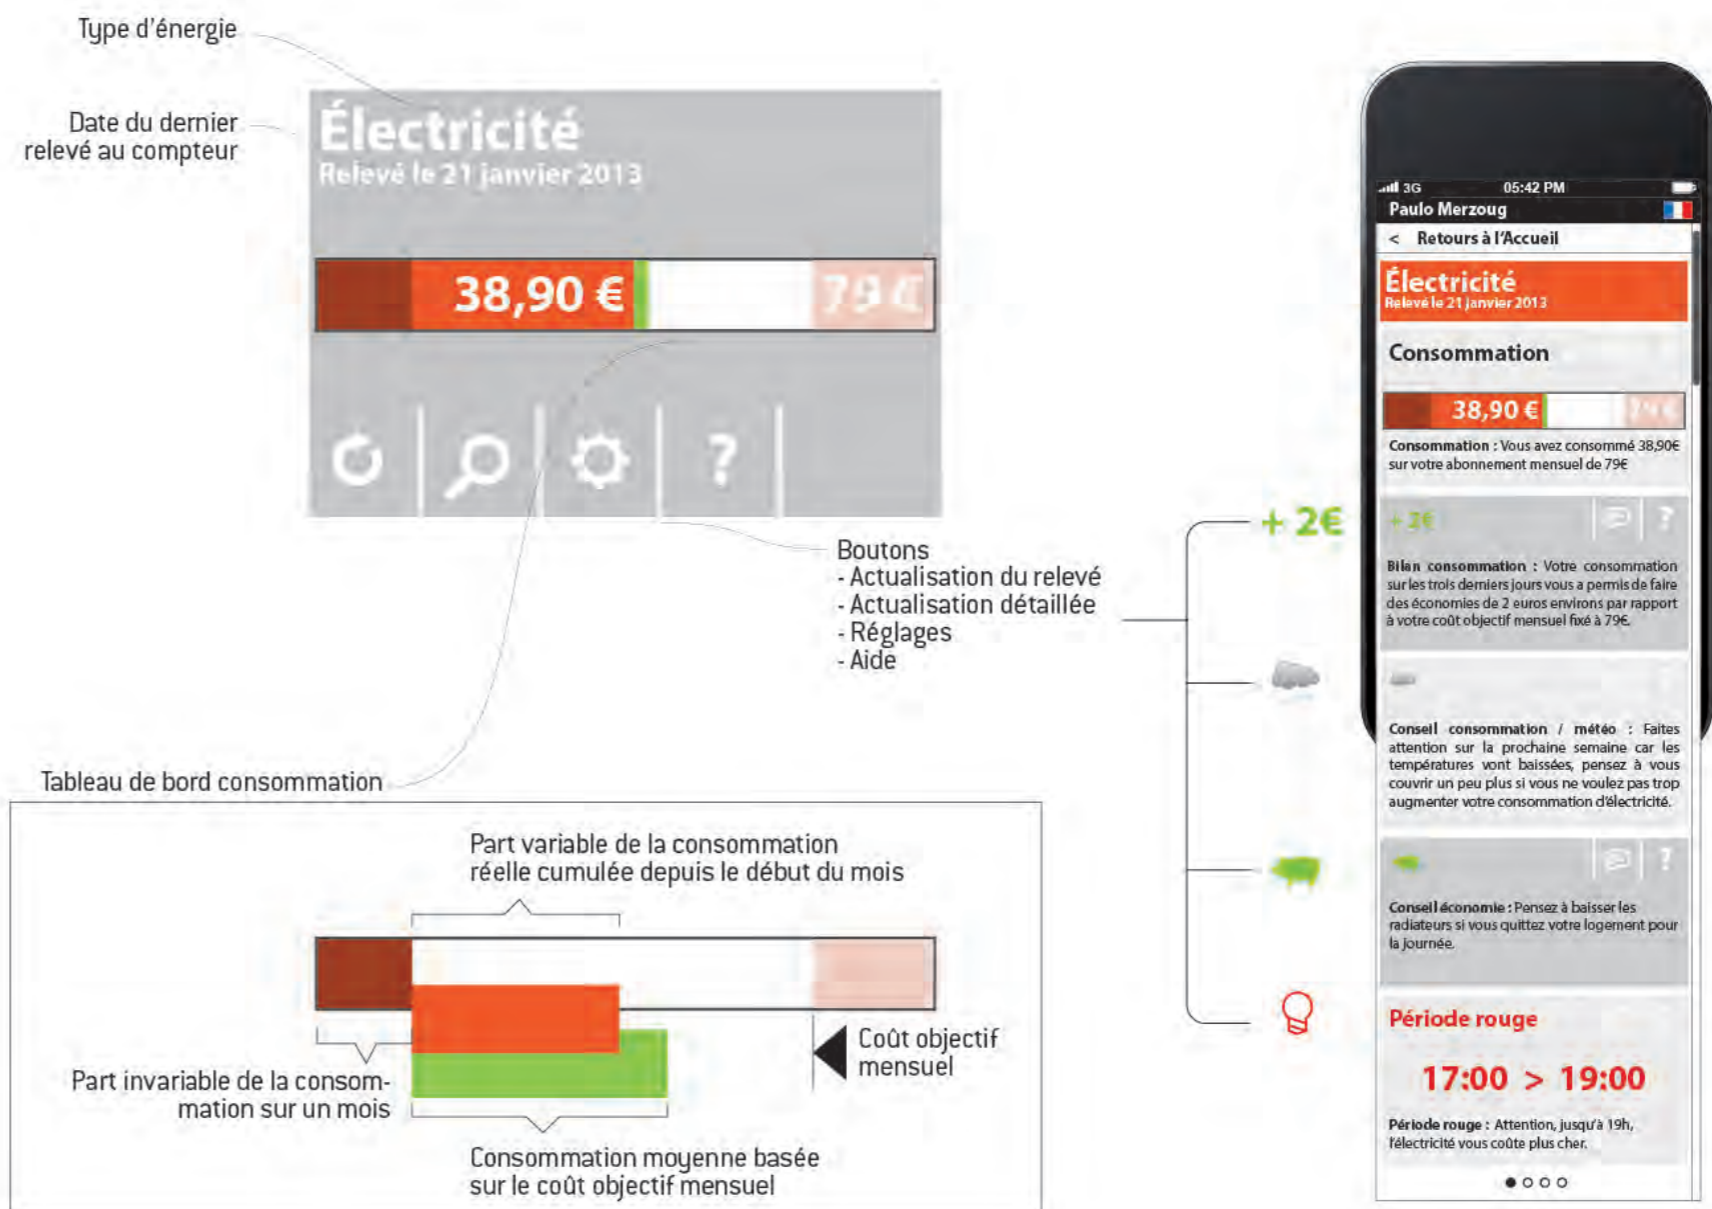 Type d'énergie
Date du dernier
relevé au compteur
Électricité
Relevé le 21 janvier 2013
38,90 €
79 €
?
Boutons
- Actualisation du relevé
- Actualisation détaillée
- Réglages
- Aide
Tableau de bord consommation
Part variable de la consommation
réelle cumulée depuis le début du mois
Part invariable de la consom-
mation sur un mois
Coût objectif
mensuel
Consommation moyenne basée
sur le coût objectif mensuel
+ 2€
3G 05:42 PM
Paulo Merzoug
< Retours à l'Accueil
Électricité
Relevé le 21 janvier 2013
Consommation
38,90 €
79 €
Consommation : Vous avez consommé 38,90€
sur votre abonnement mensuel de 79€
+ 2€ ?
Bilan consommation : Votre consommation
sur les trois derniers jours vous a permis de faire
des économies de 2 euros environs par rapport
à votre coût objectif mensuel fixé à 79€.
Conseil consommation / météo : Faites
attention sur la prochaine semaine car les
températures vont baissées, pensez à vous
couvrir un peu plus si vous ne voulez pas trop
augmenter votre consommation d'électricité.
?
Conseil économie : Pensez à baisser les
radiateurs si vous quittez votre logement pour
la journée.
Période rouge
17:00 > 19:00
Période rouge : Attention, jusqu'à 19h,
l'électricité vous coûte plus cher.